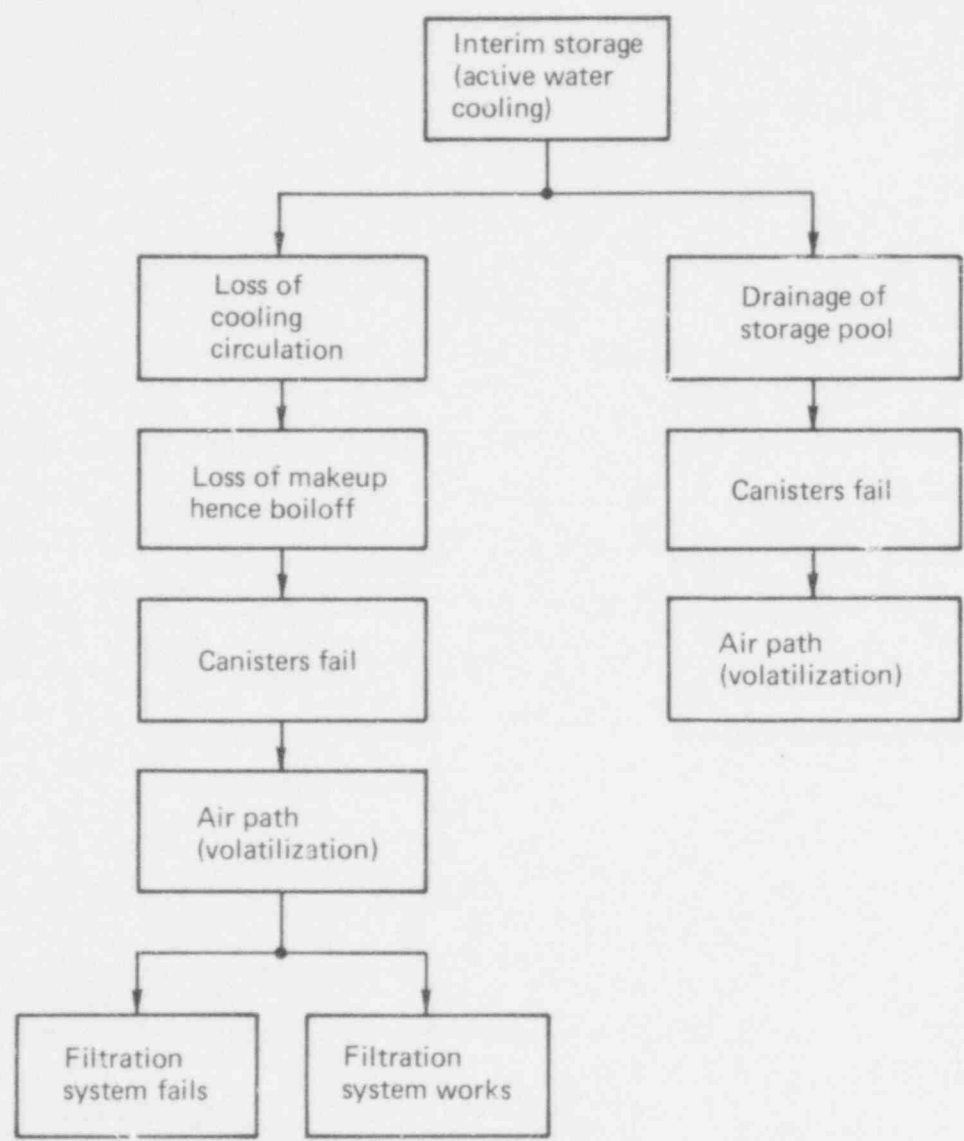 Interim storage
(active water
cooling)
Loss of
cooling
circulation
Drainage of
storage pool
Loss of makeup
hence boiloff
Canisters fail
Canisters fail
Air path
(volatilization)
Air path
(volatilization)
Filtration
system fails
Filtration
system works